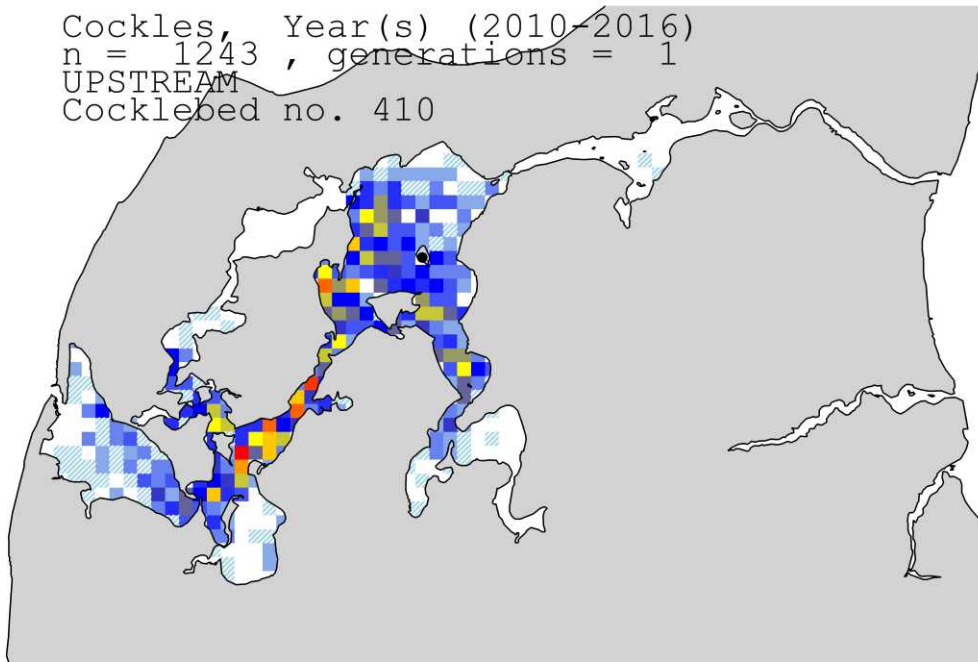 Cockles,  Year(s) (2010-2016)
n =  1243 , generations =  1
UPSTREAM
Cocklebed no. 410